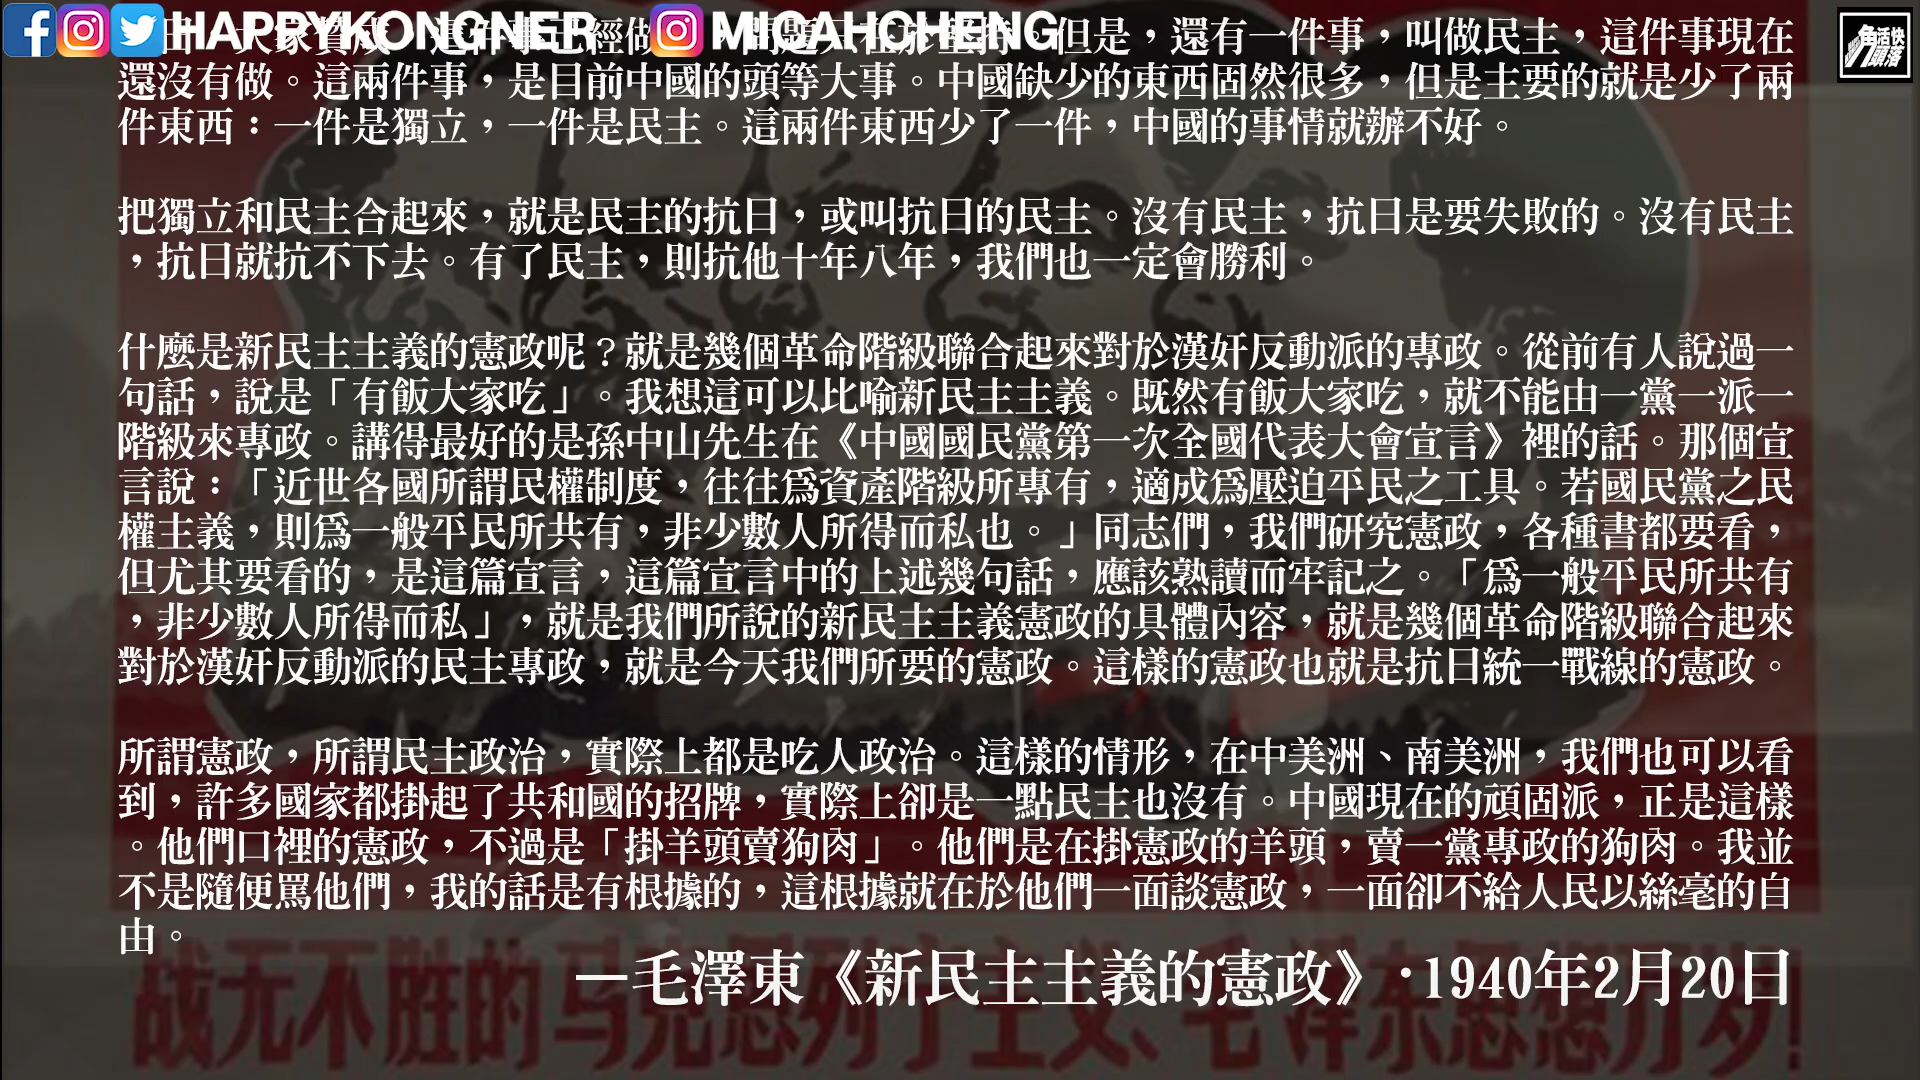 HAPPYKONGNER MICAHCHENG
但是，還有一件事，叫做民主，這件事現在
還沒有做。這兩件事，是目前中國的頭等大事。中國缺少的東西固然很多，但是主要的就是少了兩
件東西：一件是獨立，一件是民主。這兩件東西少了一件，中國的事情就辦不好。
把獨立和民主合起來，就是民主的抗日，或叫抗日的民主。沒有民主，抗日是要失敗的。沒有民主
，抗日就抗不下去。有了民主，則抗他十年八年，我們也一定會勝利。
什麼是新民主主義的憲政呢？就是幾個革命階級聯合起來對於漢奸反動派的專政。從前有人說過一
句話，說是「有飯大家吃」。我想這可以比喻新民主主義。既然有飯大家吃，就不能由一黨一派一
階級來專政。講得最好的是孫中山先生在《中國國民黨第一次全國代表大會宣言》裡的話。那個宣
言說：「近世各國所謂民權制度，往往爲資產階級所專有，適成爲壓迫平民之工具。若國民黨之民
權主義，則爲一般平民所共有，非少數人所得而私也。」同志們，我們研究憲政，各種書都要看，
但尤其要看的，是這篇宣言，這篇宣言中的上述幾句話，應該熟讀而牢記之。「爲一般平民所共有
，非少數人所得而私」，就是我們所說的新民主主義憲政的具體內容，就是幾個革命階級聯合起來
對於漢奸反動派的民主專政，就是今天我們所要的憲政。這樣的憲政也就是抗日統一戰線的憲政。
所謂憲政，所謂民主政治，實際上都是吃人政治。這樣的情形，在中美洲、南美洲，我們也可以看
到，許多國家都掛起了共和國的招牌，實際上卻是一點民主也沒有。中國現在的頑固派，正是這樣
。他們口裡的憲政，不過是「掛羊頭賣狗肉」。他們是在掛憲政的羊頭，賣一黨專政的狗肉。我並
不是隨便罵他們，我的話是有根據的，這根據就在於他們一面談憲政，一面卻不給人民以絲毫的自
由。
—毛澤東《新民主主義的憲政》·1940年2月20日
战无不胜的马克思列宁主义、毛泽东思想万岁！